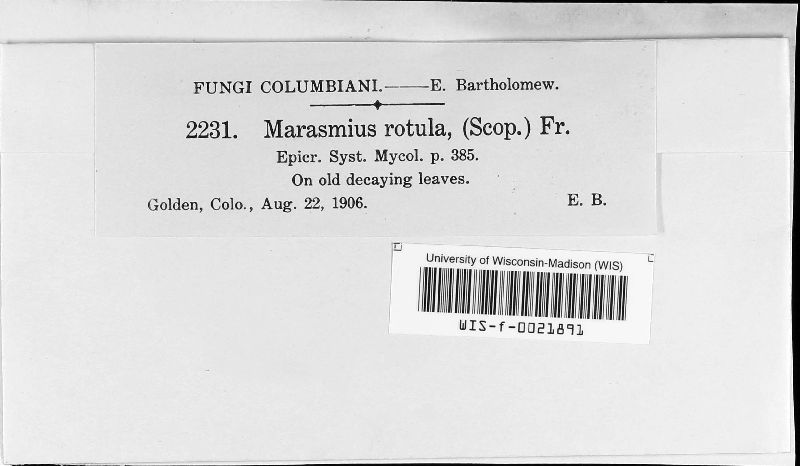 FUNGI COLUMBIANI.——E. Bartholomew.
2231. Marasmius rotula, (Scop.) Fr.
Epicr. Syst. Mycol. p. 385.
On old decaying leaves.
Golden, Colo., Aug. 22, 1906. E. B.
University of Wisconsin-Madison (WIS)
WIS-f-0021891